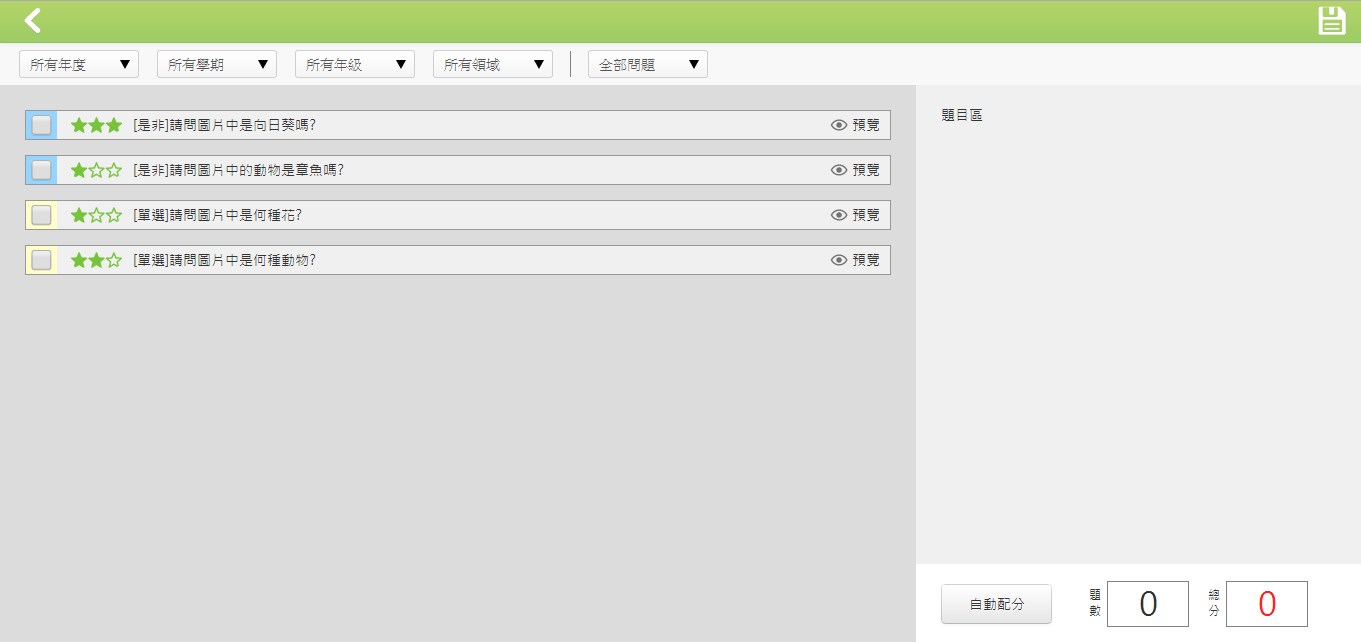 所有年度 ▼ 所有學期 ▼ 所有年級 ▼ 所有領域 ▼ 全部問題 ▼
[是非]請問圖片中是向日葵嗎? 預覽
[是非]請問圖片中的動物是章魚嗎? 預覽
[單選]請問圖片中是何種花? 預覽
[單選]請問圖片中是何種動物? 預覽
題目區
自動配分 題數 0 總分 0